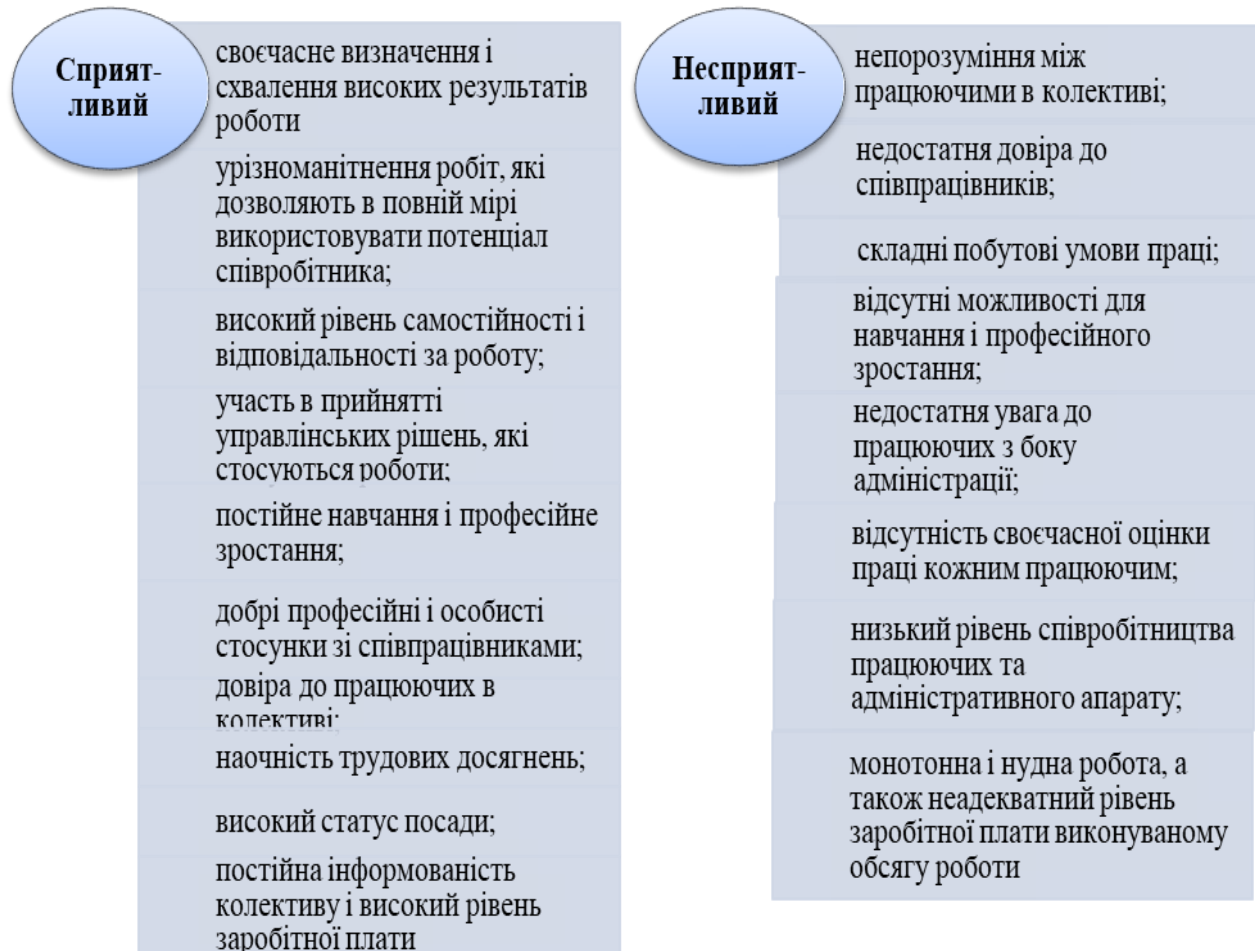 Сприят-
ливий
своєчасне визначення і
схвалення високих результатів
роботи
урізноманітнення робіт, які
дозволяють в повній мірі
використовувати потенціал
співробітника;
високий рівень самостійності і
відповідальності за роботу;
участь в прийнятті
управлінських рішень, які
стосуються роботи;
постійне навчання і професійне
зростання;
добрі професійні і особисті
стосунки зі співпрацівниками;
довіра до працюючих в
колективі;
наочність трудових досягнень;
високий статус посади;
постійна інформованість
колективу і високий рівень
заробітної плати
Несприят-
ливий
непорозуміння між
працюючими в колективі;
недостатня довіра до
співпрацівників;
складні побутові умови праці;
відсутні можливості для
навчання і професійного
зростання;
недостатня увага до
працюючих з боку
адміністрації;
відсутність своєчасної оцінки
праці кожним працюючим;
низький рівень співробітництва
працюючих та
адміністративного апарату;
монотонна і нудна робота, а
також неадекватний рівень
заробітної плати виконуваному
обсягу роботи